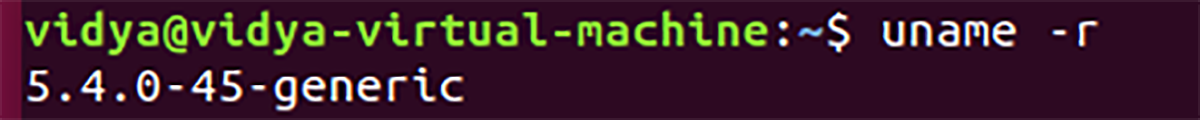 vidya@vidya-virtual-machine:~$ uname -r
5.4.0-45-generic